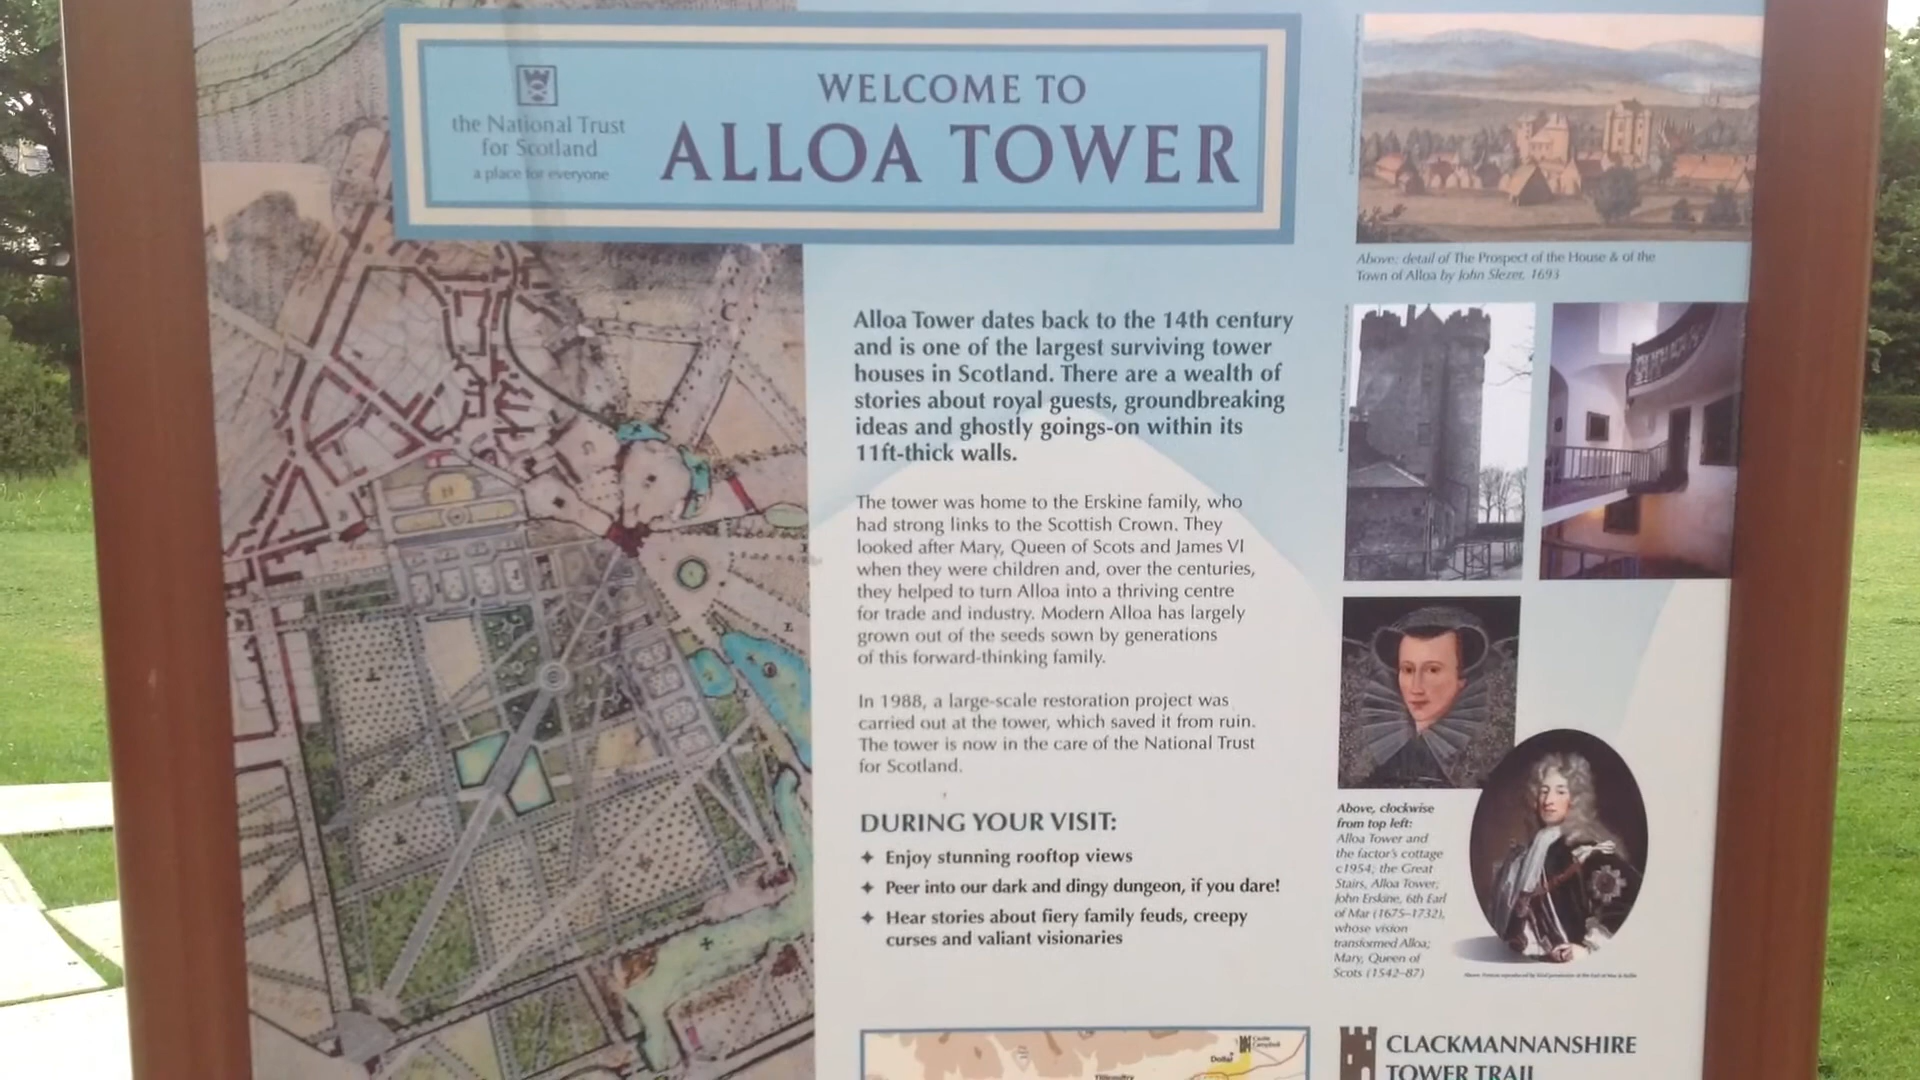 the National Trust
for Scotland
a place for everyone
WELCOME TO
ALLOA TOWER
Above: detail of The Prospect of the House & of the
Town of Alloa by John Slezer, 1693
Alloa Tower dates back to the 14th century
and is one of the largest surviving tower
houses in Scotland. There are a wealth of
stories about royal guests, groundbreaking
ideas and ghostly goings-on within its
11ft-thick walls.
The tower was home to the Erskine family, who
had strong links to the Scottish Crown. They
looked after Mary, Queen of Scots and James VI
when they were children and, over the centuries,
they helped to turn Alloa into a thriving centre
for trade and industry. Modern Alloa has largely
grown out of the seeds sown by generations
of this forward-thinking family.
In 1988, a large-scale restoration project was
carried out at the tower, which saved it from ruin.
The tower is now in the care of the National Trust
for Scotland.
DURING YOUR VISIT:
Enjoy stunning rooftop views
Peer into our dark and dingy dungeon, if you dare!
Hear stories about fiery family feuds, creepy
curses and valiant visionaries
Above, clockwise
from top left:
Alloa Tower and
the factor's cottage
c1954; the Great
Stairs, Alloa Tower;
John Erskine, 6th Earl
of Mar (1675–1732),
whose vision
transformed Alloa;
Mary, Queen of
Scots (1542–87)
Castle
Campbell
Dollar
Tillicoultry
CLACKMANNANSHIRE
TOWER TRAIL